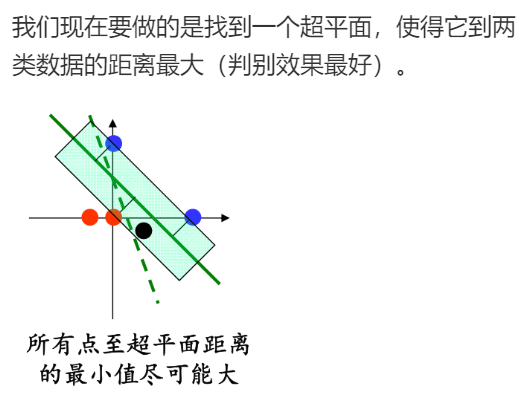 我们现在要做的是找到一个超平面，使得它到两
类数据的距离最大（判别效果最好）。
所有点至超平面距离
的最小值尽可能大